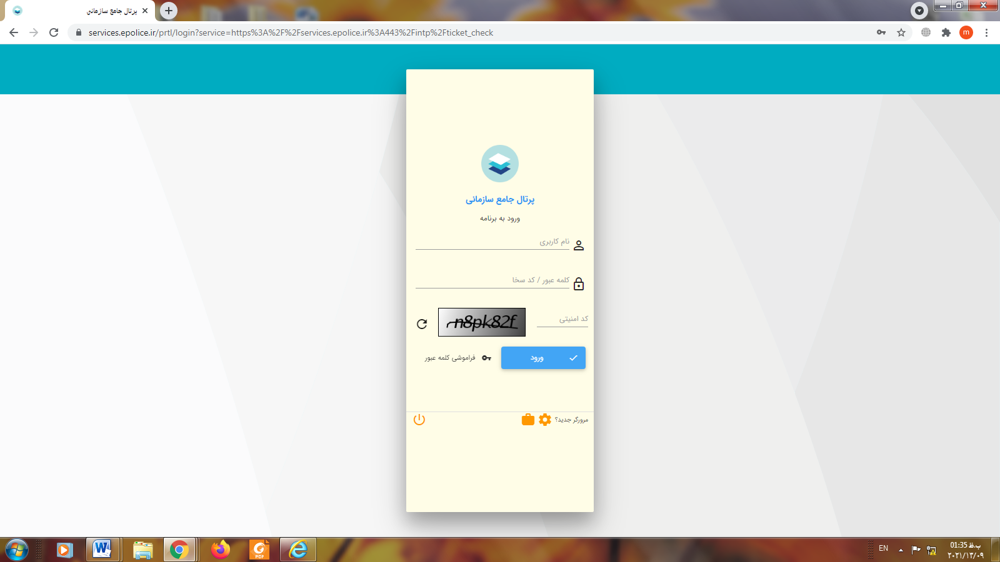 پرتال جامع سازمانی
services.epolice.ir/prtl/login?service=https%3A%2F%2Fservices.epolice.ir%3A443%2Fintp%2Fticket_check
m
پرتال جامع سازمانی
ورود به برنامه
نام کاربری
کلمه عبور / کد سخا
کد امنیتی
n8pk82f
ورود
فراموشی کلمه عبور
مرورگر جدید؟
W
PDF
EN
01:35 ب.ظ
۲۰۲۱/۱۳/۰۹